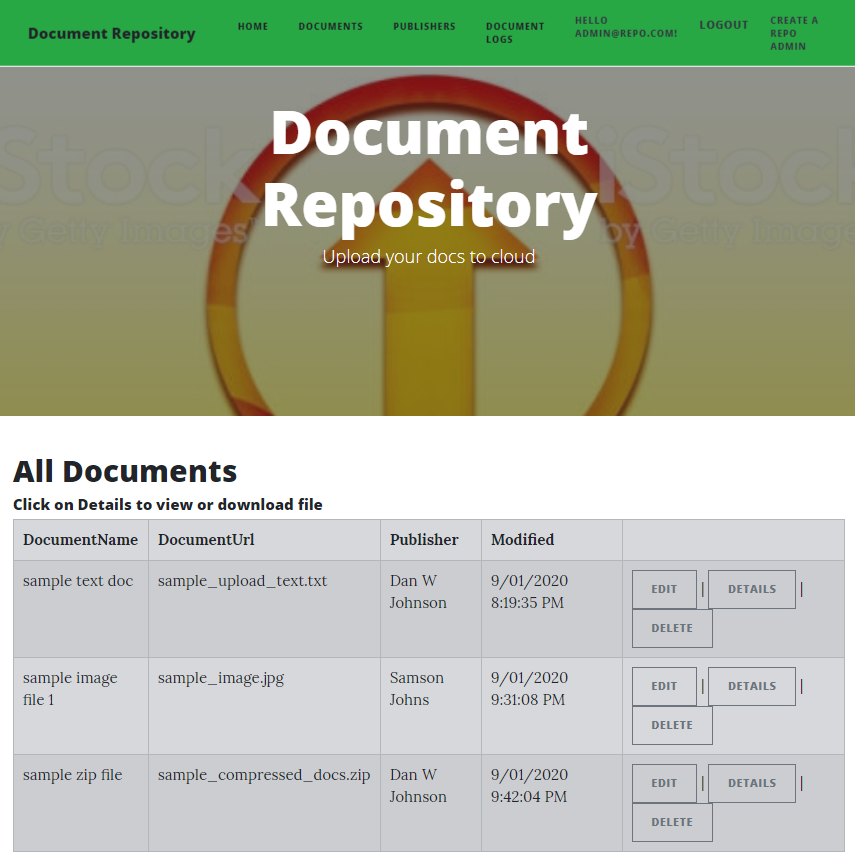 Document Repository
HOME
DOCUMENTS
PUBLISHERS
DOCUMENT
LOGS
HELLO
ADMIN@REPO.COM!
LOGOUT
CREATE A
REPO
ADMIN
iStock
by Getty Images
Document
Repository
Upload your docs to cloud
iStock
by Getty Images
All Documents
Click on Details to view or download file
DocumentName DocumentUrl Publisher Modified
sample text doc sample_upload_text.txt Dan W
Johnson
9/01/2020
8:19:35 PM
EDIT | DETAILS |
DELETE
sample image
file 1
sample_image.jpg
Samson
Johns
9/01/2020
9:31:08 PM
EDIT | DETAILS |
DELETE
sample zip file sample_compressed_docs.zip Dan W
Johnson
9/01/2020
9:42:04 PM
EDIT | DETAILS |
DELETE